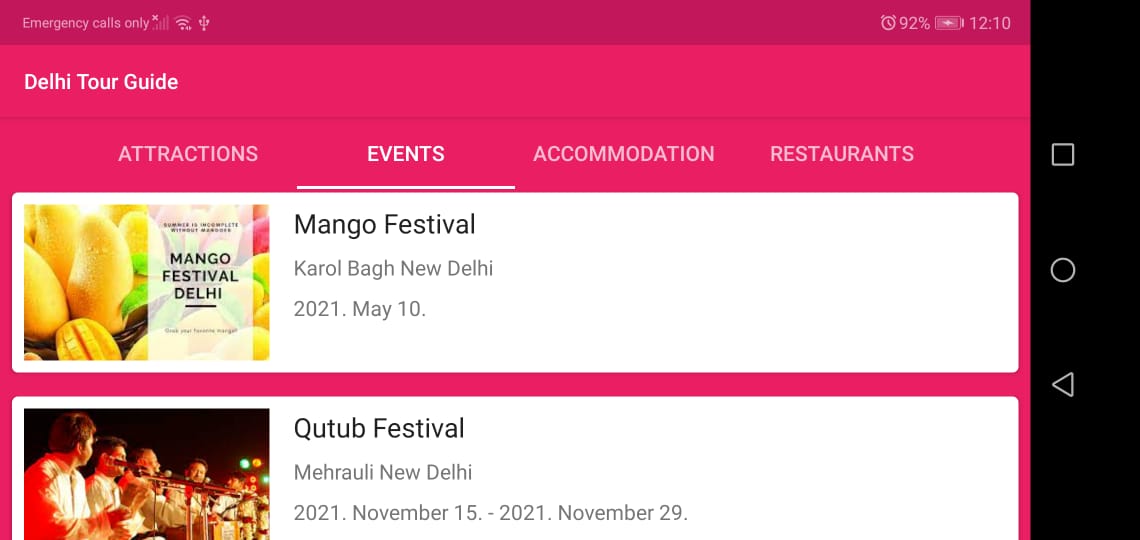 Emergency calls only
92%
12:10
Delhi Tour Guide
ATTRACTIONS EVENTS ACCOMMODATION RESTAURANTS
SUMMER IS INCOMPLETE
WITHOUT MANGOES
MANGO
FESTIVAL
DELHI
Grab your favorite mango!
Mango Festival
Karol Bagh New Delhi
2021. May 10.
Qutub Festival
Mehrauli New Delhi
2021. November 15. - 2021. November 29.